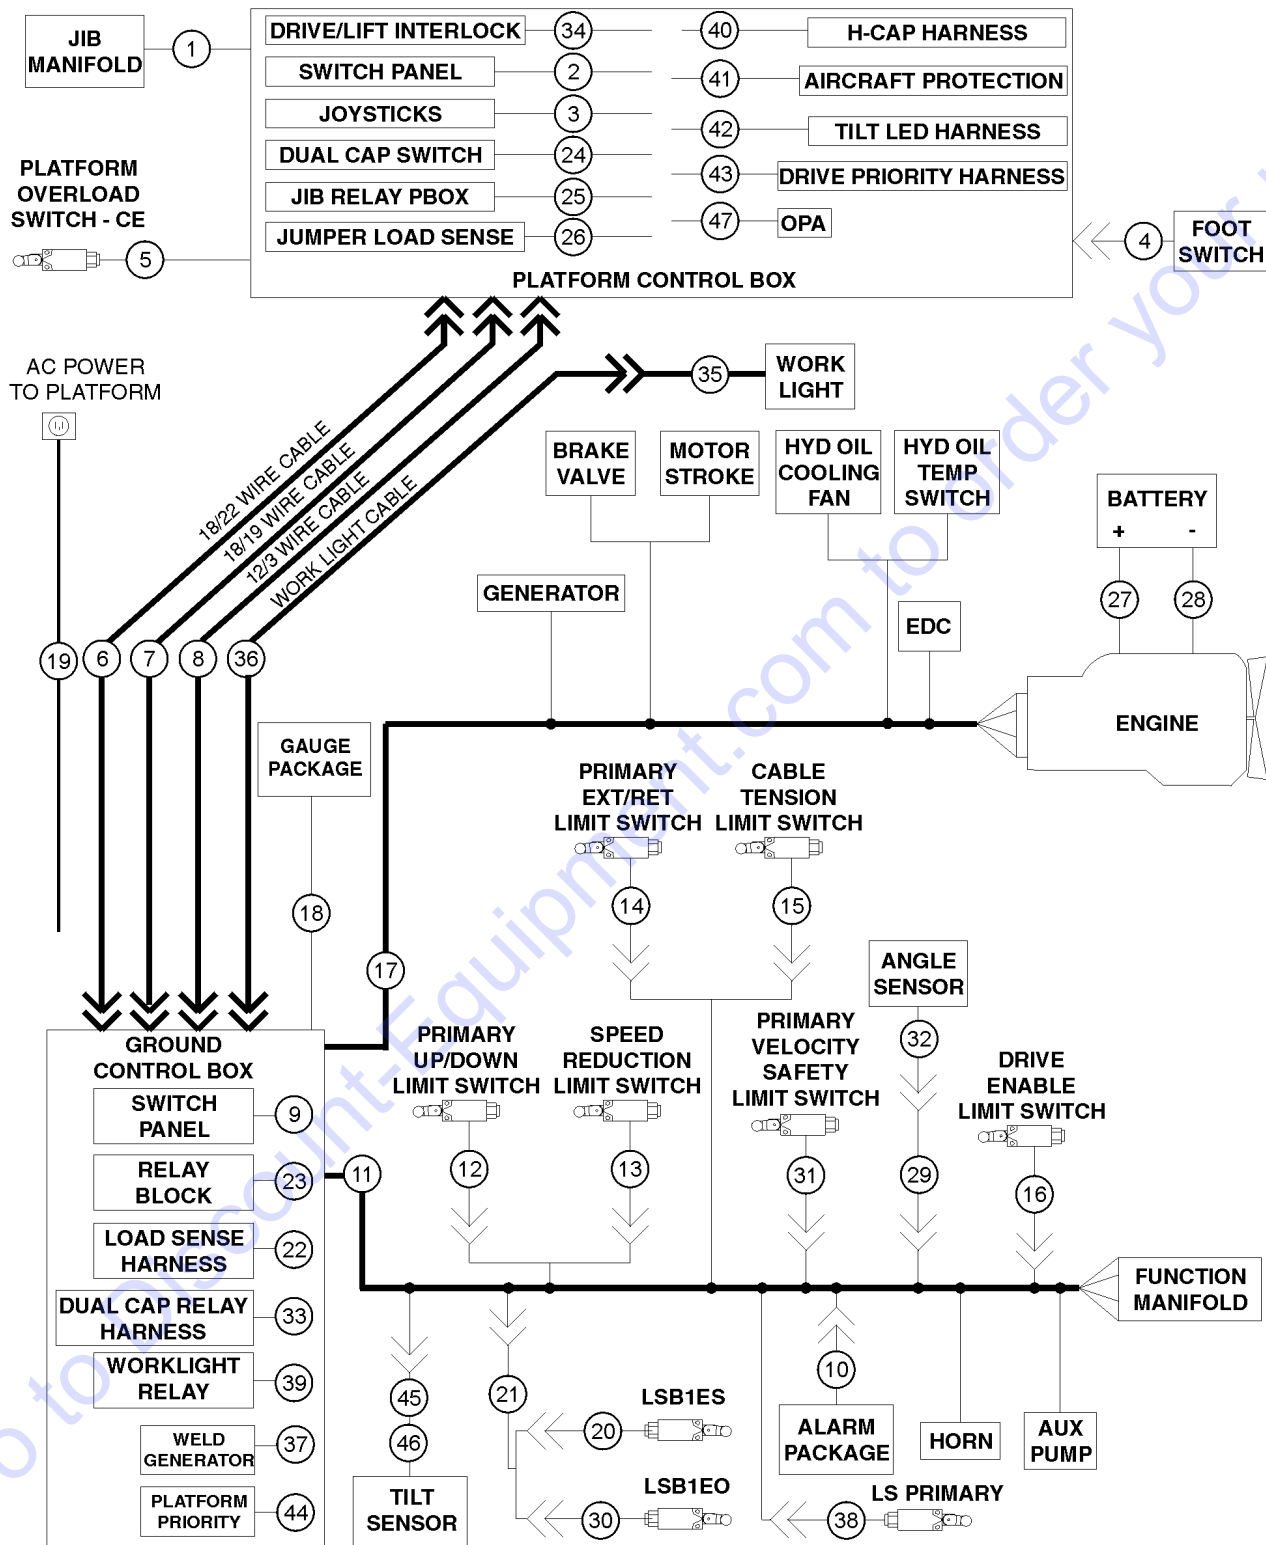 JIB
MANIFOLD
1
DRIVE/LIFT INTERLOCK
34
SWITCH PANEL
2
JOYSTICKS
3
DUAL CAP SWITCH
24
JIB RELAY PBOX
25
JUMPER LOAD SENSE
26
40
H-CAP HARNESS
41
AIRCRAFT PROTECTION
42
TILT LED HARNESS
43
DRIVE PRIORITY HARNESS
47
OPA
PLATFORM CONTROL BOX
PLATFORM
OVERLOAD
SWITCH - CE
5
4
FOOT
SWITCH
AC POWER
TO PLATFORM
19
18/22 WIRE CABLE
18/19 WIRE CABLE
12/3 WIRE CABLE
WORK LIGHT CABLE
6
7
8
36
35
WORK
LIGHT
BRAKE
VALVE
MOTOR
STROKE
HYD OIL
COOLING
FAN
HYD OIL
TEMP
SWITCH
BATTERY
+ -
27
28
GENERATOR
EDC
ENGINE
GAUGE
PACKAGE
18
17
PRIMARY
EXT/RET
LIMIT SWITCH
14
CABLE
TENSION
LIMIT SWITCH
15
ANGLE
SENSOR
32
29
PRIMARY
UP/DOWN
LIMIT SWITCH
12
SPEED
REDUCTION
LIMIT SWITCH
13
PRIMARY
VELOCITY
SAFETY
LIMIT SWITCH
31
DRIVE
ENABLE
LIMIT SWITCH
16
GROUND
CONTROL BOX
SWITCH
PANEL
9
RELAY
BLOCK
23
LOAD SENSE
HARNESS
22
DUAL CAP RELAY
HARNESS
33
WORKLIGHT
RELAY
39
WELD
GENERATOR
37
PLATFORM
PRIORITY
44
11
FUNCTION
MANIFOLD
45
46
TILT
SENSOR
21
20
LSB1ES
30
LSB1EO
10
ALARM
PACKAGE
HORN
AUX
PUMP
38
LS PRIMARY
to Discount-Equipment.com to order your